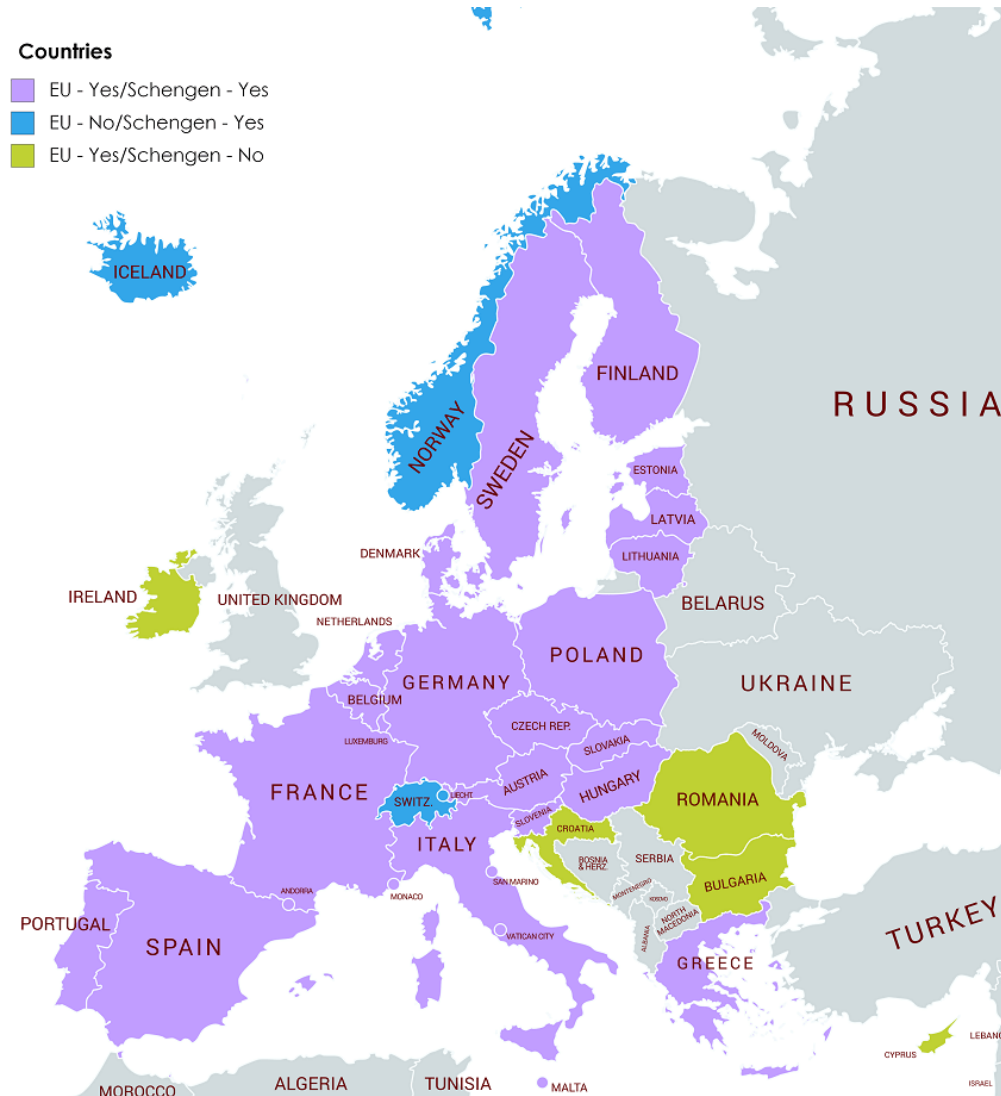 Countries
EU - Yes/Schengen - Yes
EU - No/Schengen - Yes
EU - Yes/Schengen - No
ICELAND
FINLAND
RUSSIA
NORWAY
SWEDEN
ESTONIA
LATVIA
DENMARK
LITHUANIA
IRELAND
UNITED KINGDOM
BELARUS
NETHERLANDS
POLAND
GERMANY
UKRAINE
BELGIUM
CZECH REP.
LUXEMBURG
SLOVAKIA
MOLDOVA
AUSTRIA
HUNGARY
FRANCE
SWITZ.
LIECHT.
ROMANIA
SLOVENIA
CROATIA
ITALY
BOSNIA
& HERZ.
SERBIA
BULGARIA
SAN MARINO
MONTENEGRO
KOSOVO
ANDORRA
MONACO
NORTH
MACEDONIA
PORTUGAL
SPAIN
VATICAN CITY
ALBANIA
TURKEY
GREECE
CYPRUS
LEBANO
ISRAEL
MOROCCO
ALGERIA
TUNISIA
MALTA